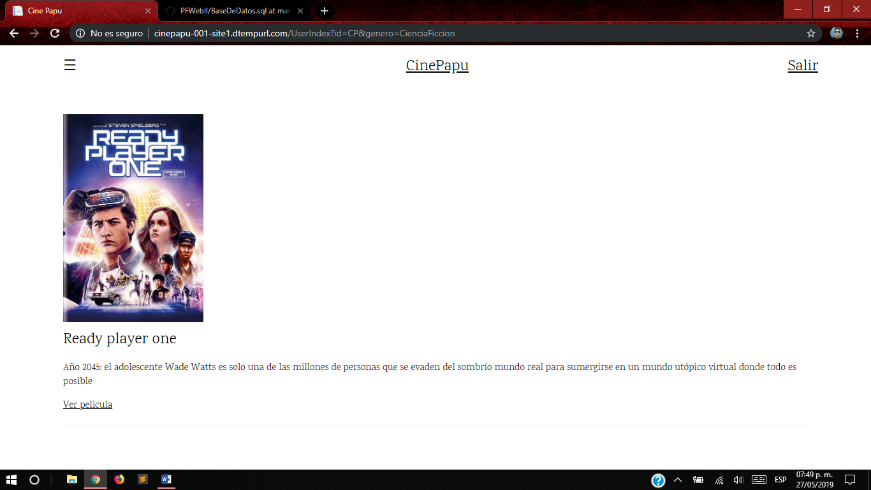 Cine Papu
PFWebII/BaseDeDatos.sql at mas
No es seguro | cinepapu-001-site1.dtempurl.com/UserIndex?id=CP&genero=CienciaFiccion
CinePapu
Salir
STEVEN SPIELBERG
READY
PLAYER
ONE
Ready player one
Año 2045: el adolescente Wade Watts es solo una de las millones de personas que se evaden del sombrío mundo real para sumergirse en un mundo utópico virtual donde todo es
posible
Ver pelicula
ESP
07:49 p. m.
27/05/2019